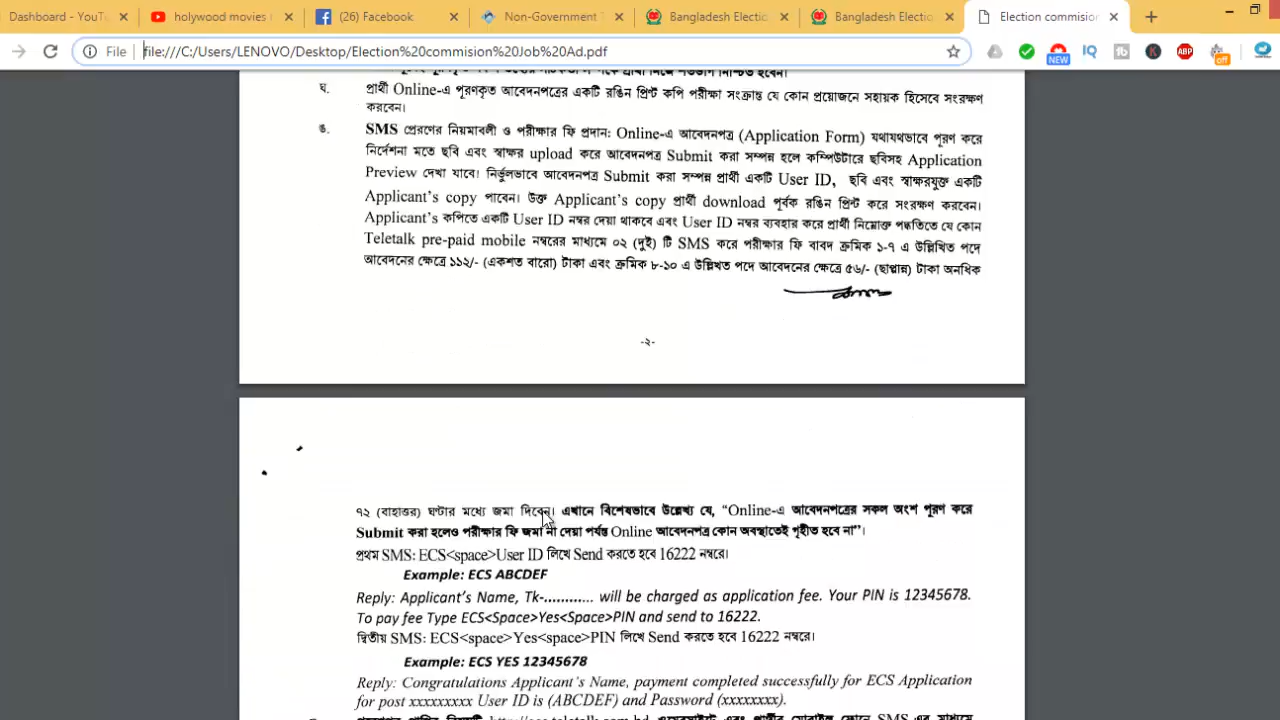 Dashboard - YouTu
holywood movies
(26) Facebook
Non-Government T
Bangladesh Electio
Bangladesh Electio
Election commision
File
file:///C:/Users/LENOVO/Desktop/Election%20commision%20Job%20Ad.pdf
NEW
IQ
tb
K
ABP
off
ঘ. প্রার্থী Online-এ পূরণকৃত আবেদনপত্রের একটি রঙিন প্রিন্ট কপি পরীক্ষা সংক্রান্ত যে কোন প্রয়োজনে সহায়ক হিসেবে সংরক্ষণ
করবেন।
ঙ. SMS প্রেরণের নিয়মাবলী ও পরীক্ষার ফি প্রদান: Online-এ আবেদনপত্র (Application Form) যথাযথভাবে পূরণ করে
নির্দেশনা মতে ছবি এবং স্বাক্ষর upload করে আবেদনপত্র Submit করা সম্পন্ন হলে কম্পিউটারে ছবিসহ Application
Preview দেখা যাবে। নির্ভুলভাবে আবেদনপত্র Submit করা সম্পন্ন প্রার্থী একটি User ID, ছবি এবং স্বাক্ষরযুক্ত একটি
Applicant's copy পাবেন। উক্ত Applicant's copy প্রার্থী download পূর্বক রঙিন প্রিন্ট করে সংরক্ষণ করবেন।
Applicant's কপিতে একটি User ID নম্বর দেয়া থাকবে এবং User ID নম্বর ব্যবহার করে প্রার্থী নিম্নোক্ত পদ্ধতিতে যে কোন
Teletalk pre-paid mobile নম্বরের মাধ্যমে ০২ (দুই) টি SMS করে পরীক্ষার ফি বাবদ ক্রমিক ১-৭ এ উল্লিখিত পদে
আবেদনের ক্ষেত্রে ১১২/- (একশত বারো) টাকা এবং ক্রমিক ৮-১০ এ উল্লিখিত পদে আবেদনের ক্ষেত্রে ৫৬/- (ছাপ্পান্ন) টাকা অনধিক
-২-
৭২ (বাহাত্তর) ঘণ্টার মধ্যে জমা দিবেন। এখানে বিশেষভাবে উল্লেখ্য যে, “Online-এ আবেদনপত্রের সকল অংশ পূরণ করে
Submit করা হলেও পরীক্ষার ফি জমা না দেয়া পর্যন্ত Online আবেদনপত্র কোন অবস্থাতেই গৃহীত হবে না”।
প্রথম SMS: ECS<space>User ID লিখে Send করতে হবে 16222 নম্বরে।
Example: ECS ABCDEF
Reply: Applicant's Name, Tk-............ will be charged as application fee. Your PIN is 12345678.
To pay fee Type ECS<Space>Yes<Space>PIN and send to 16222.
দ্বিতীয় SMS: ECS<space>Yes<space>PIN লিখে Send করতে হবে 16222 নম্বরে।
Example: ECS YES 12345678
Reply: Congratulations Applicant's Name, payment completed successfully for ECS Application
for post xxxxxxxxx User ID is (ABCDEF) and Password (xxxxxxxx).